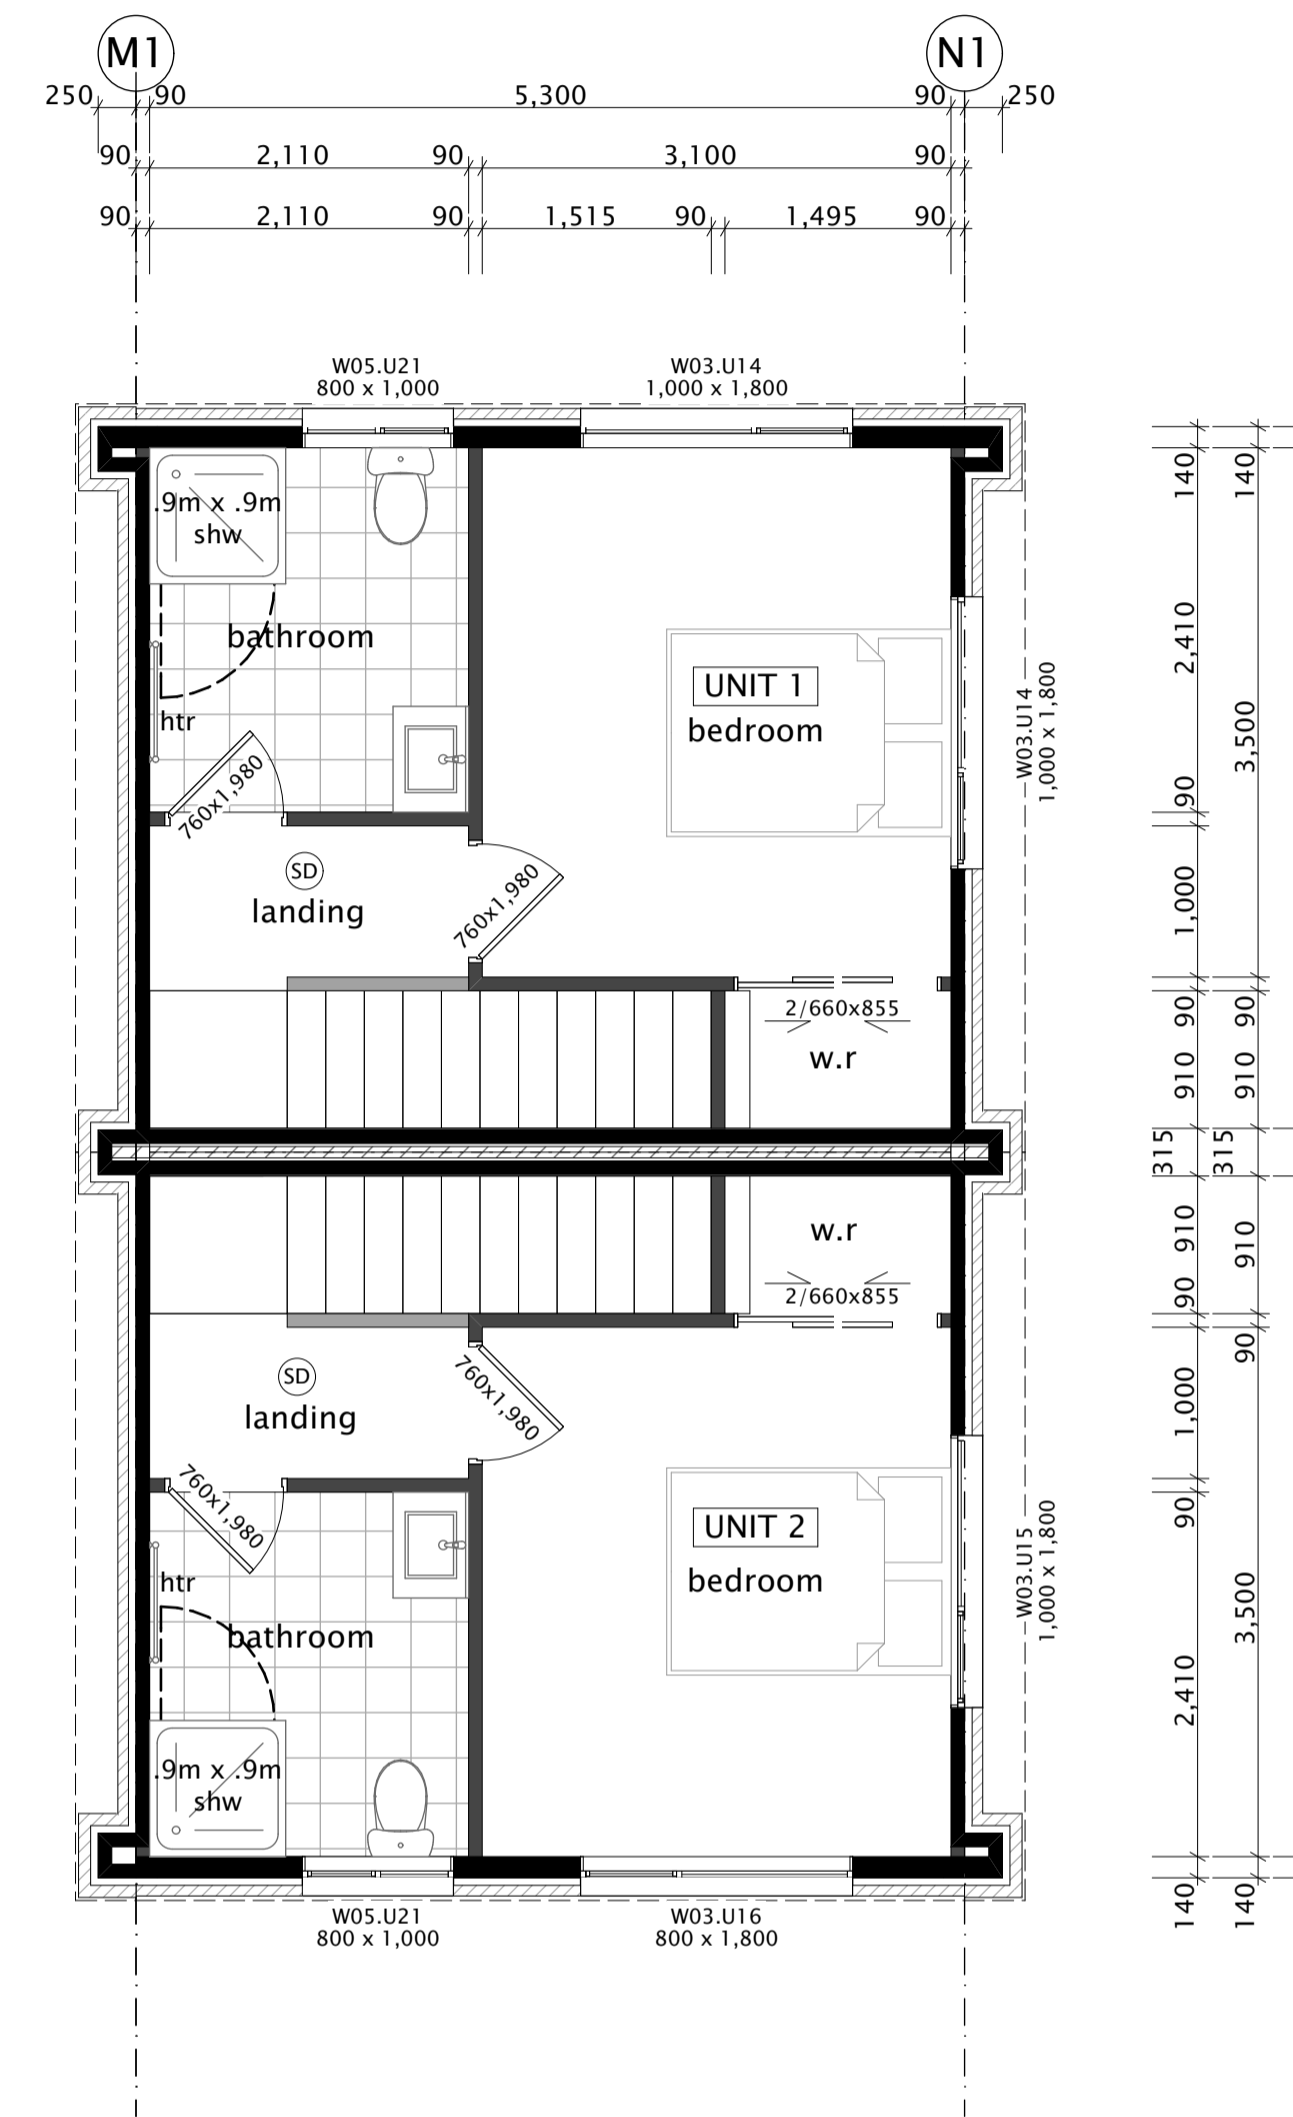 M1 N1
250 90 5,300 90 250
90 2,110 90 3,100 90
90 2,110 90 1,515 90 1,495 90
W05.U21
800 x 1,000
W03.U14
1,000 x 1,800
.9m x .9m
shw
bathroom
htr
760x1,980
UNIT 1
bedroom
W03.U14
1,000 x 1,800
SD
landing
760x1,980
2/660x855
w.r
w.r
2/660x855
SD
landing
760x1,980
760x1,980
htr
bathroom
.9m x .9m
shw
UNIT 2
bedroom
W03.U15
1,000 x 1,800
W05.U21
800 x 1,000
W03.U16
800 x 1,800
140 140
2,410
3,500
90
1,000
90 90
910 910
315 315
910 910
90
90
1,000
90
3,500
2,410
140 140